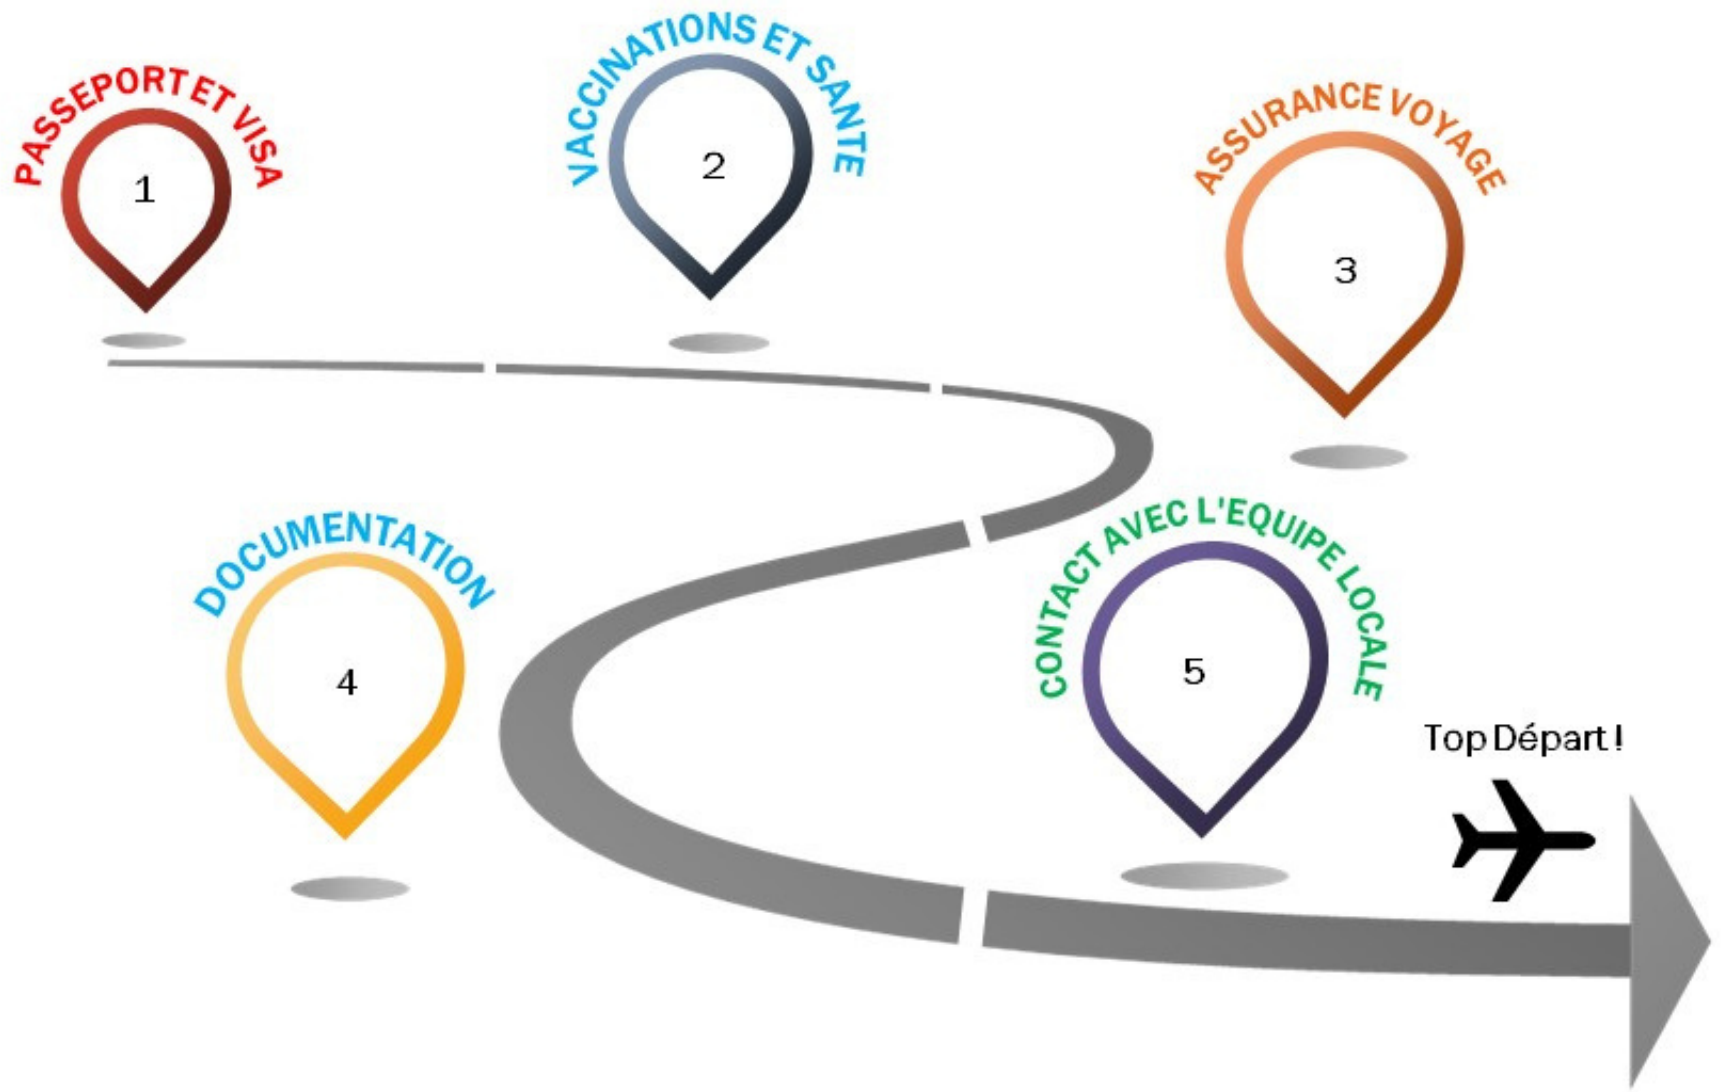 PASSEPORT ET VISA
1
VACCINATIONS ET SANTE
2
ASSURANCE VOYAGE
3
DOCUMENTATION
4
CONTACT AVEC L'EQUIPE LOCALE
5
Top Départ !